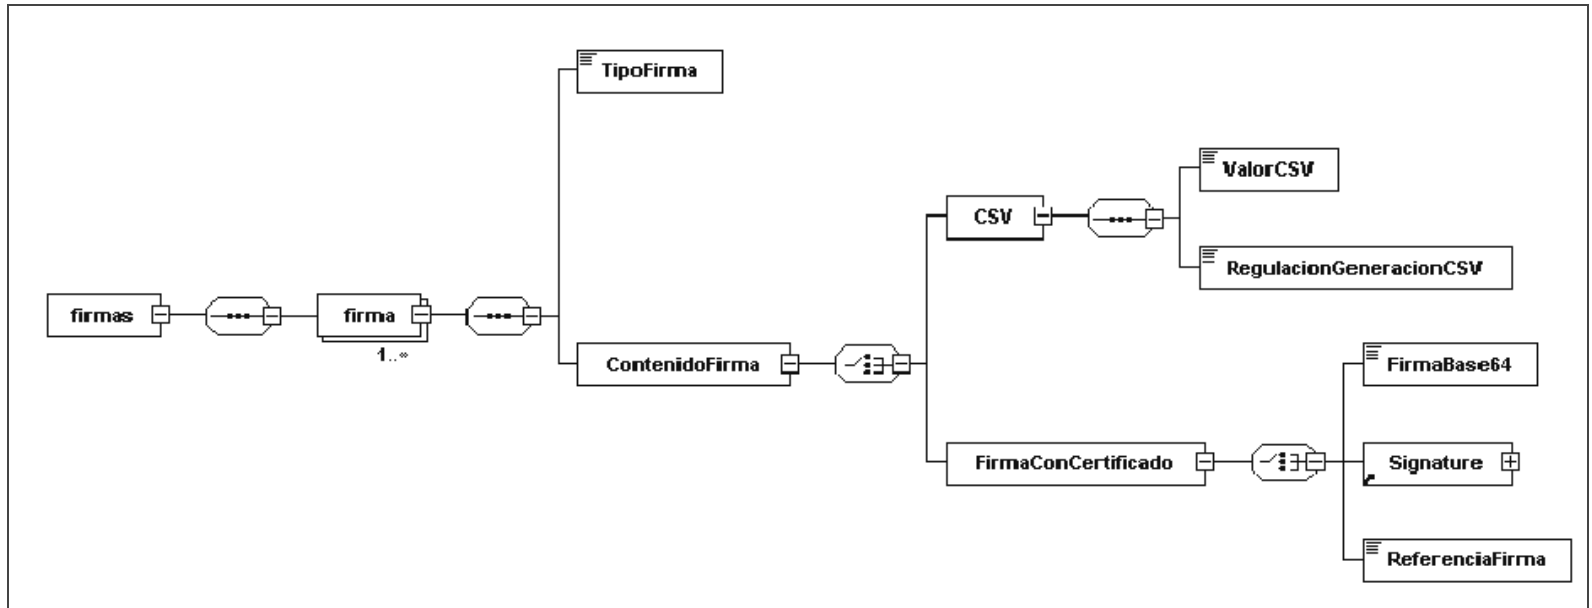 TipoFirma
ValorCSV
CSV
RegulacionGeneracionCSV
firmas
firma
1..∞
ContenidoFirma
FirmaBase64
FirmaConCertificado
Signature
ReferenciaFirma